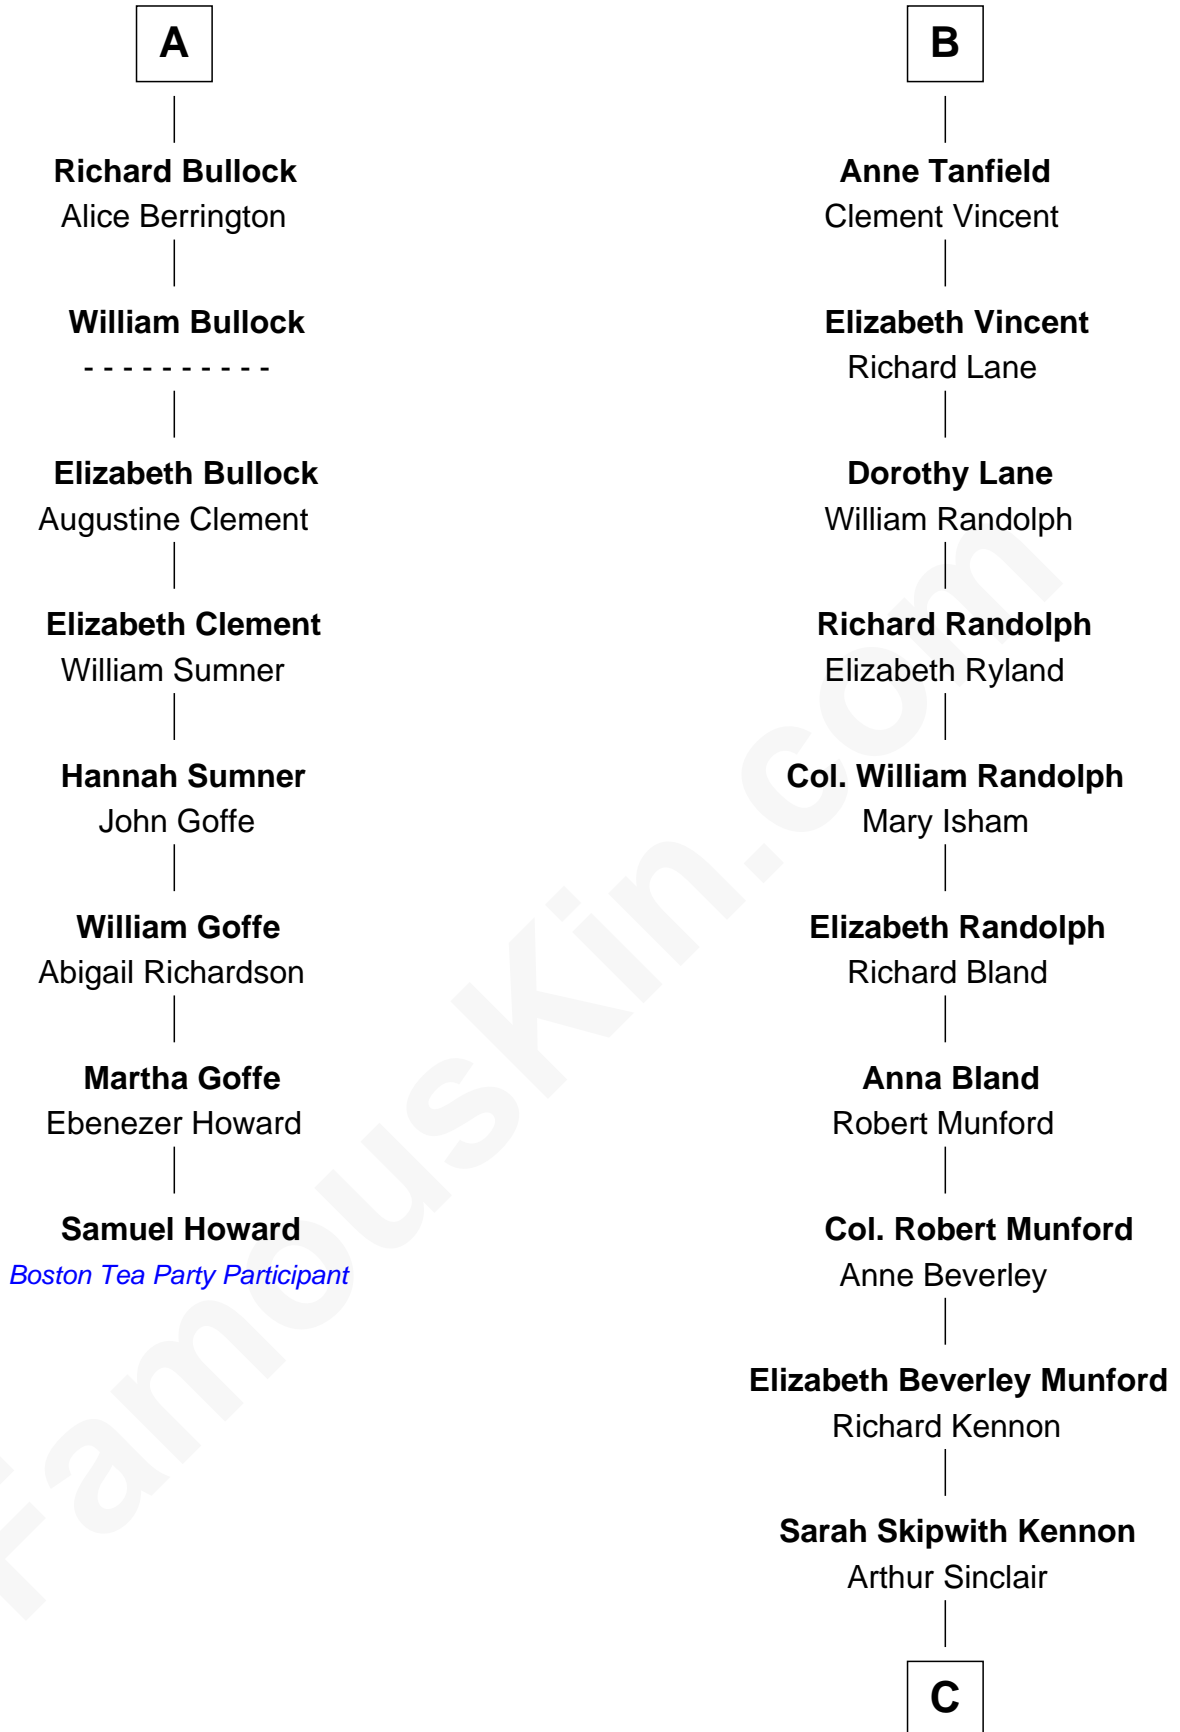 A
Richard Bullock
Alice Berrington
William Bullock
- - - - - - - - - -
Elizabeth Bullock
Augustine Clement
Elizabeth Clement
William Sumner
Hannah Sumner
John Goffe
William Goffe
Abigail Richardson
Martha Goffe
Ebenezer Howard
Samuel Howard
Boston Tea Party Participant
B
Anne Tanfield
Clement Vincent
Elizabeth Vincent
Richard Lane
Dorothy Lane
William Randolph
Richard Randolph
Elizabeth Ryland
Col. William Randolph
Mary Isham
Elizabeth Randolph
Richard Bland
Anna Bland
Robert Munford
Col. Robert Munford
Anne Beverley
Elizabeth Beverley Munford
Richard Kennon
Sarah Skipwith Kennon
Arthur Sinclair
C
FamousKin.com